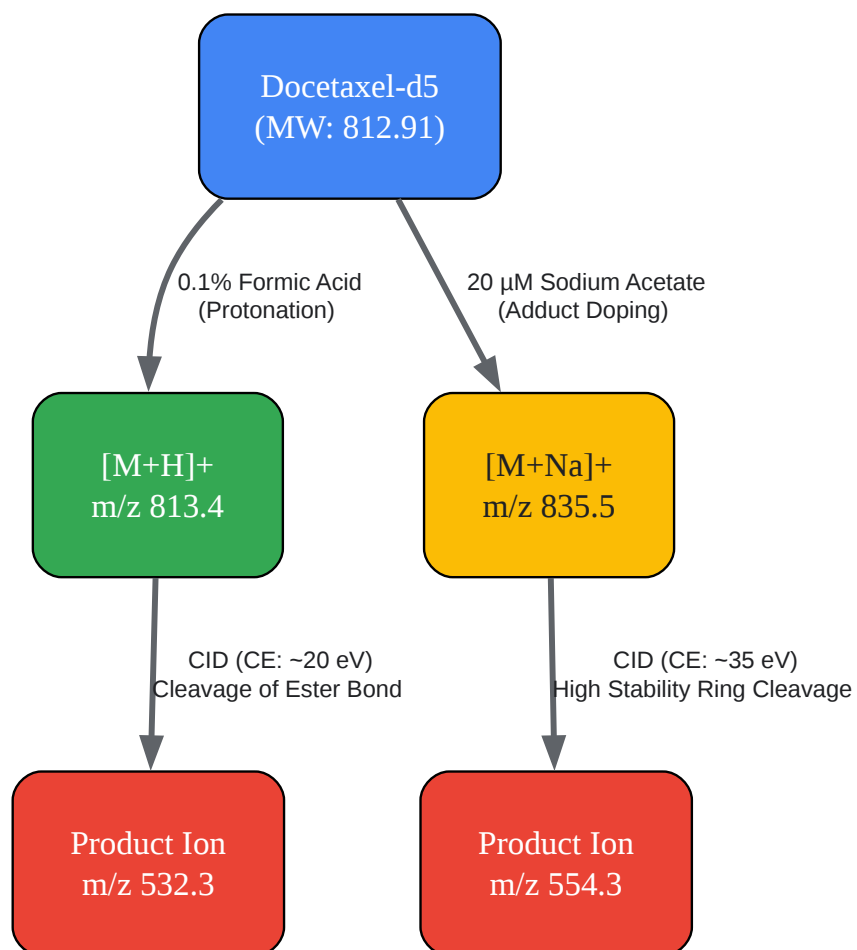 Docetaxel-d5
(MW: 812.91)
0.1% Formic Acid
(Protonation)
20 µM Sodium Acetate
(Adduct Doping)
[M+H]+
m/z 813.4
[M+Na]+
m/z 835.5
CID (CE: ~20 eV)
Cleavage of Ester Bond
CID (CE: ~35 eV)
High Stability Ring Cleavage
Product Ion
m/z 532.3
Product Ion
m/z 554.3